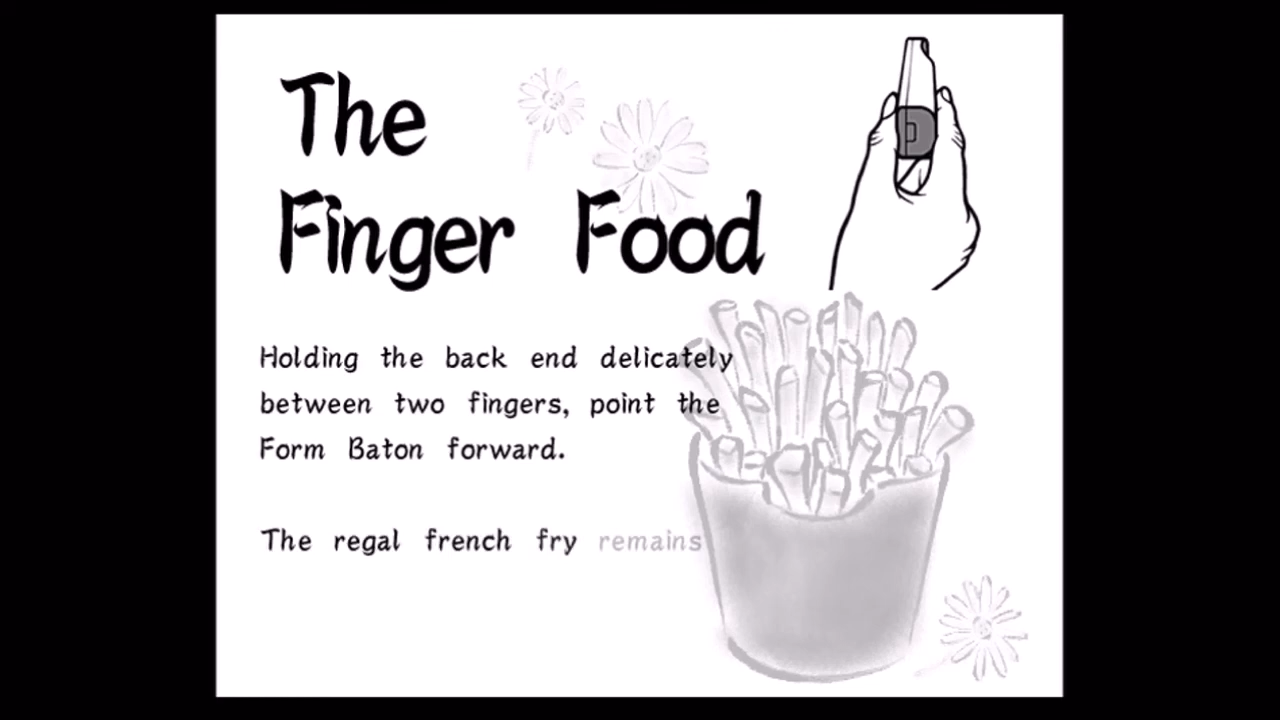 The
Finger Food
Holding the back end delicately
between two fingers, point the
Form Baton forward.
The regal french fry remains